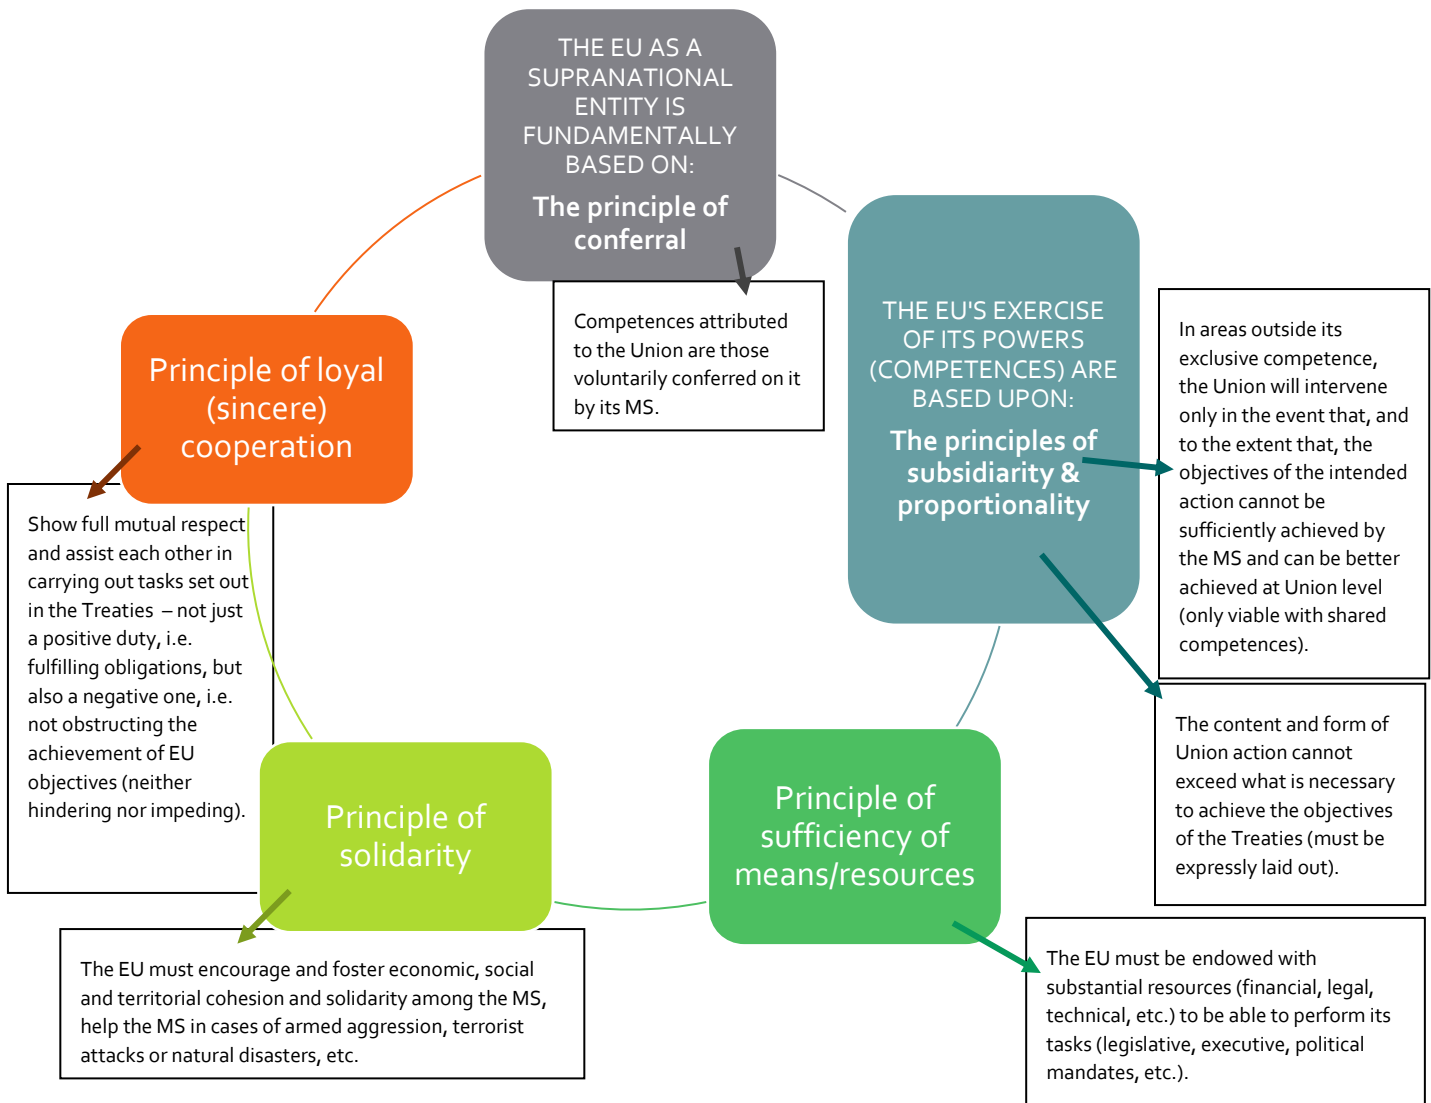 THE EU AS A
SUPRANATIONAL
ENTITY IS
FUNDAMENTALLY
BASED ON:
The principle of
conferral
Competences attributed
to the Union are those
voluntarily conferred on it
by its MS.
THE EU'S EXERCISE
OF ITS POWERS
(COMPETENCES) ARE
BASED UPON:
The principles of
subsidiarity &
proportionality
In areas outside its
exclusive competence,
the Union will intervene
only in the event that, and
to the extent that, the
objectives of the intended
action cannot be
sufficiently achieved by
the MS and can be better
achieved at Union level
(only viable with shared
competences).
The content and form of
Union action cannot
exceed what is necessary
to achieve the objectives
of the Treaties (must be
expressly laid out).
Principle of
sufficiency of
means/resources
The EU must be endowed with
substantial resources (financial, legal,
technical, etc.) to be able to perform its
tasks (legislative, executive, political
mandates, etc.).
Principle of
solidarity
The EU must encourage and foster economic, social
and territorial cohesion and solidarity among the MS,
help the MS in cases of armed aggression, terrorist
attacks or natural disasters, etc.
Principle of loyal
(sincere)
cooperation
Show full mutual respect
and assist each other in
carrying out tasks set out
in the Treaties – not just
a positive duty, i.e.
fulfilling obligations, but
also a negative one, i.e.
not obstructing the
achievement of EU
objectives (neither
hindering nor impeding).